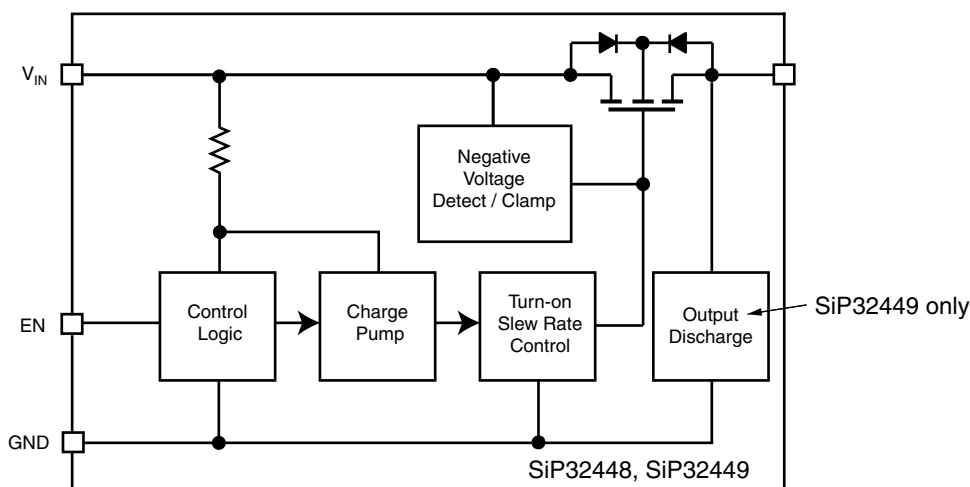 V_IN
Negative
Voltage
Detect / Clamp
EN
Control
Logic
Charge
Pump
Turn-on
Slew Rate
Control
Output
Discharge
SiP32449 only
GND
SiP32448, SiP32449